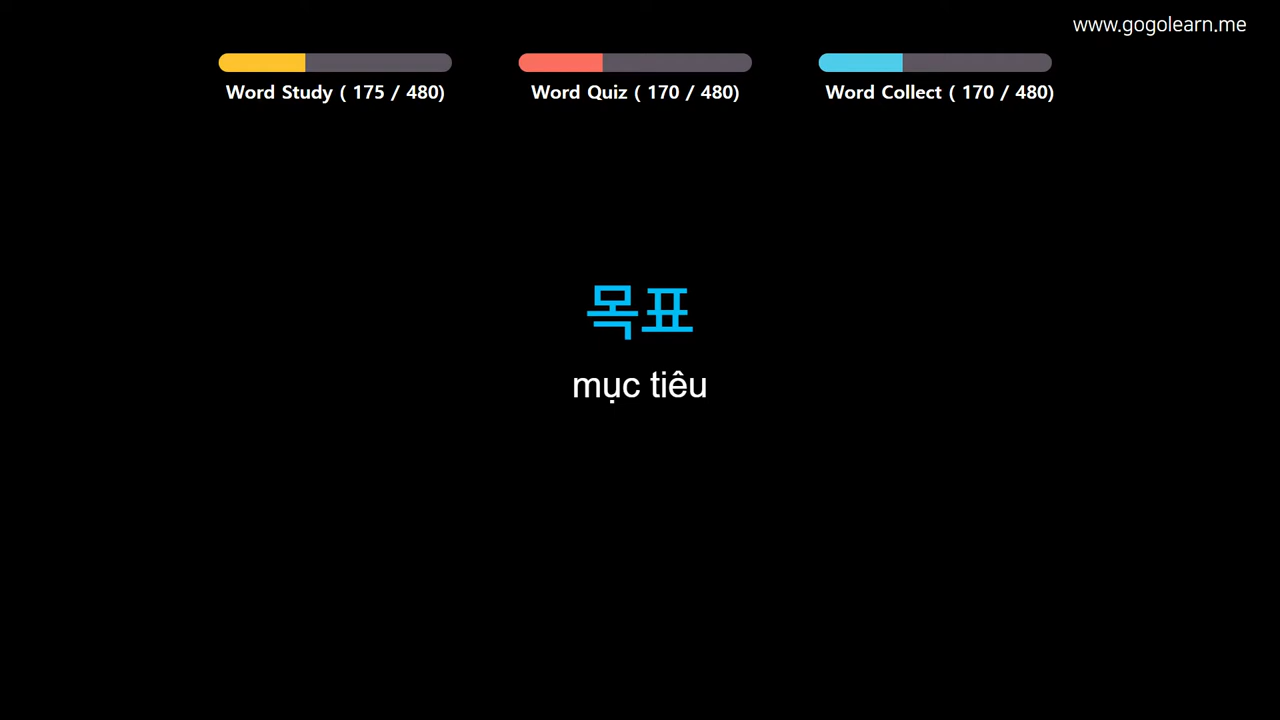 www.gogolearn.me
Word Study ( 175 / 480)
Word Quiz ( 170 / 480)
Word Collect ( 170 / 480)
목표
mục tiêu